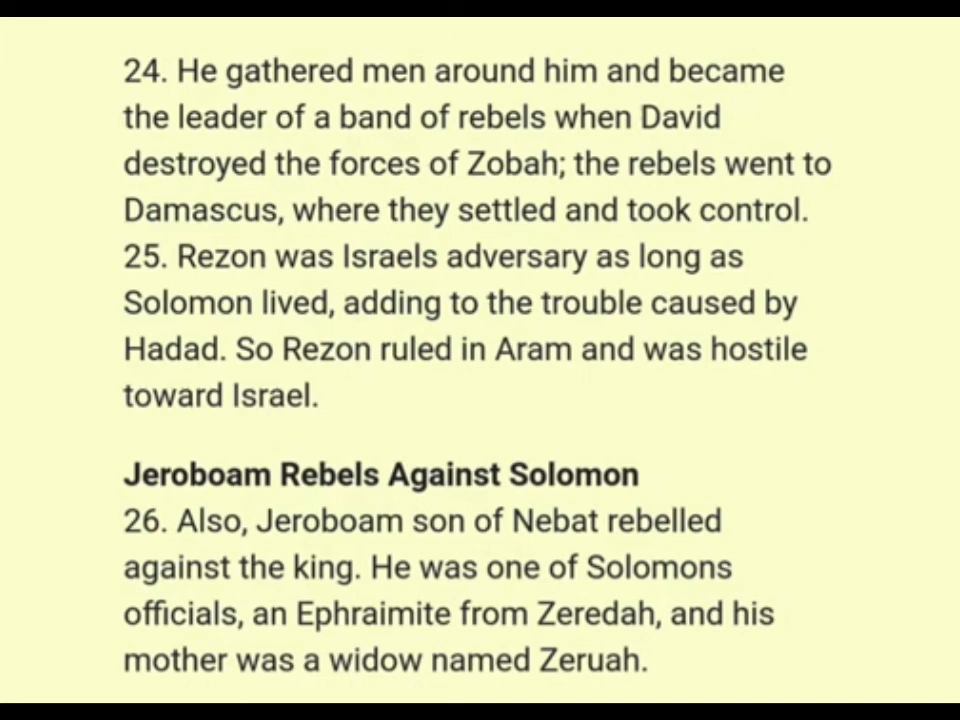 24. He gathered men around him and became
the leader of a band of rebels when David
destroyed the forces of Zobah; the rebels went to
Damascus, where they settled and took control.
25. Rezon was Israels adversary as long as
Solomon lived, adding to the trouble caused by
Hadad. So Rezon ruled in Aram and was hostile
toward Israel.
Jeroboam Rebels Against Solomon
26. Also, Jeroboam son of Nebat rebelled
against the king. He was one of Solomons
officials, an Ephraimite from Zeredah, and his
mother was a widow named Zeruah.